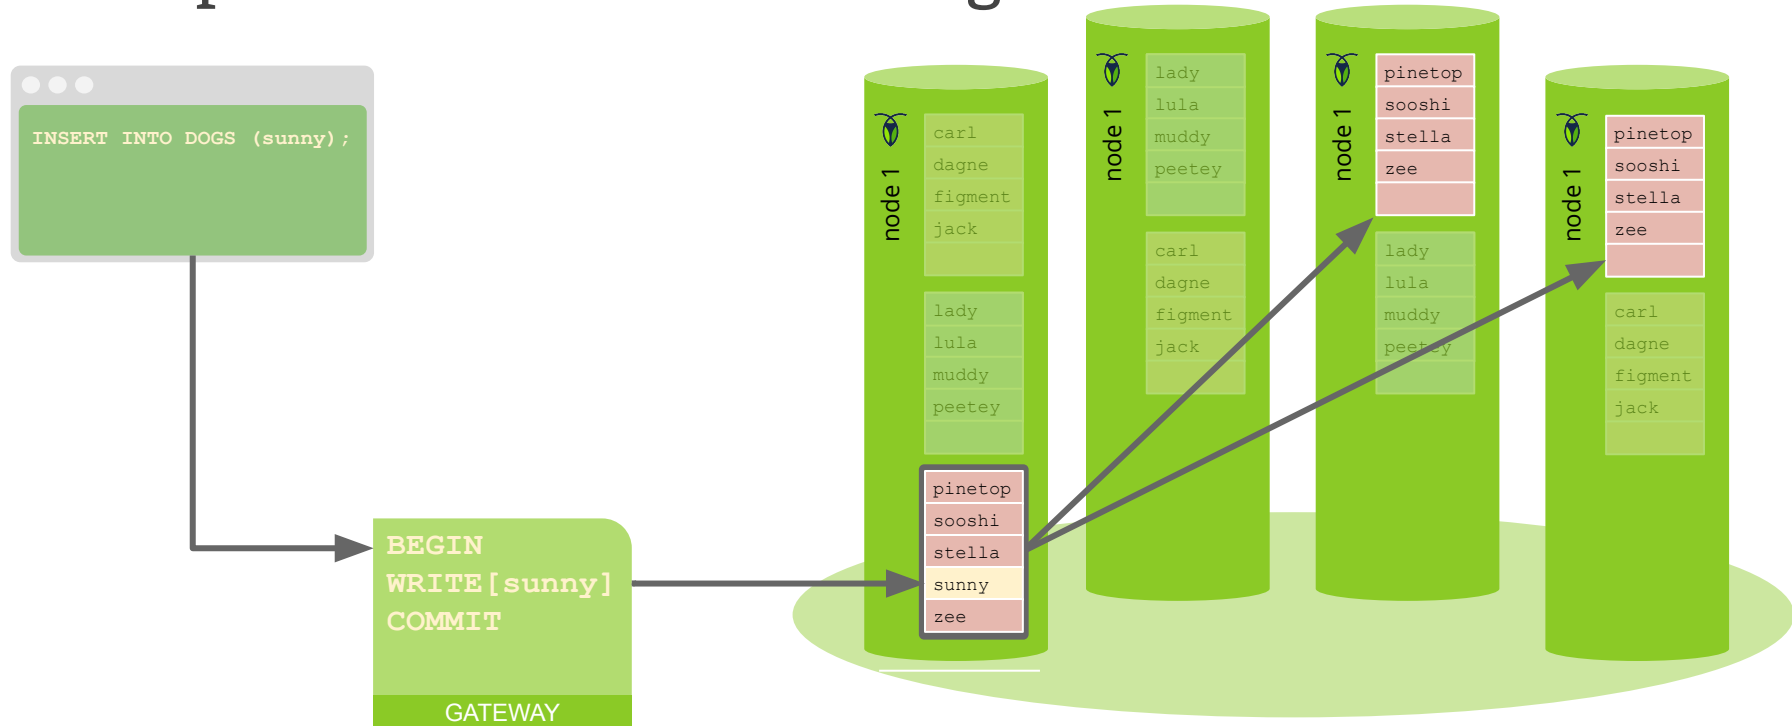 INSERT INTO DOGS (sunny);
BEGIN
WRITE[sunny]
COMMIT
GATEWAY
node 1
carl
dagne
figment
jack
lady
lula
muddy
peetey
pinetop
sooshi
stella
sunny
zee
node 1
lady
lula
muddy
peetey
carl
dagne
figment
jack
node 1
pinetop
sooshi
stella
zee
lady
lula
muddy
peetey
node 1
pinetop
sooshi
stella
zee
carl
dagne
figment
jack